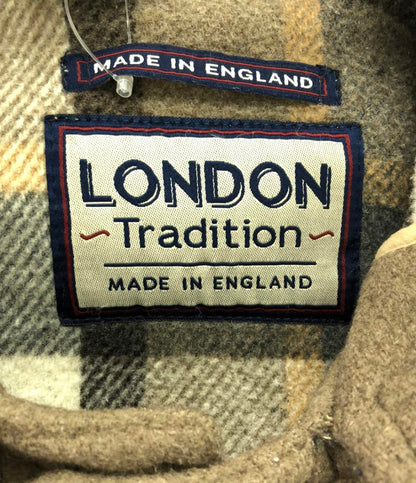 MADE IN ENGLAND
LONDON
~ Tradition ~
MADE IN ENGLAND